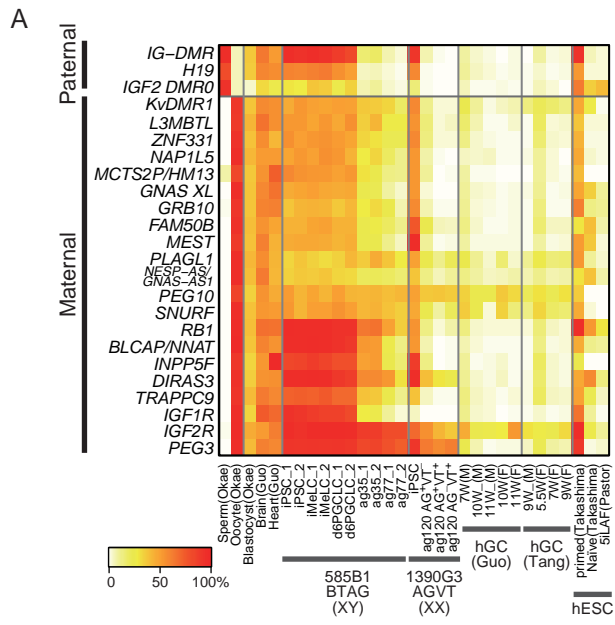 A
Paternal
IG-DMR
H19
IGF2 DMR0
Maternal
KvDMR1
L3MBTL
ZNF331
NAP1L5
MCTS2P/HM13
GNAS XL
GRB10
FAM50B
MEST
PLAGL1
NESP-AS/
GNAS-AS1
PEG10
SNURF
RB1
BLCAP/NNAT
INPP5F
DIRAS3
TRAPPC9
IGF1R
IGF2R
PEG3
Sperm(Okae)
Oocyte(Okae)
Blastocyst(Okae)
Brain(Guo)
Heart(Guo)
iPSC_1
iPSC_2
iMeLC_1
iMeLC_2
d6PGCLC_1
d6PGCLC_2
ag35_1
ag35_2
ag77_1
ag77_2
iPSC
ag120 AG+VT-
ag120 AG+VT+
ag120 AG-VT+
7W(M)
10W_(M)
11W_(M)
10W(F)
11W(F)
9W_(M)
5.5W(F)
7W(F)
9W(F)
primed(Takashima)
Naive(Takashima)
5iLAF(Pastor)
0 50 100%
585B1
BTAG
(XY)
1390G3
AGVT
(XX)
hGC
(Guo)
hGC
(Tang)
hESC